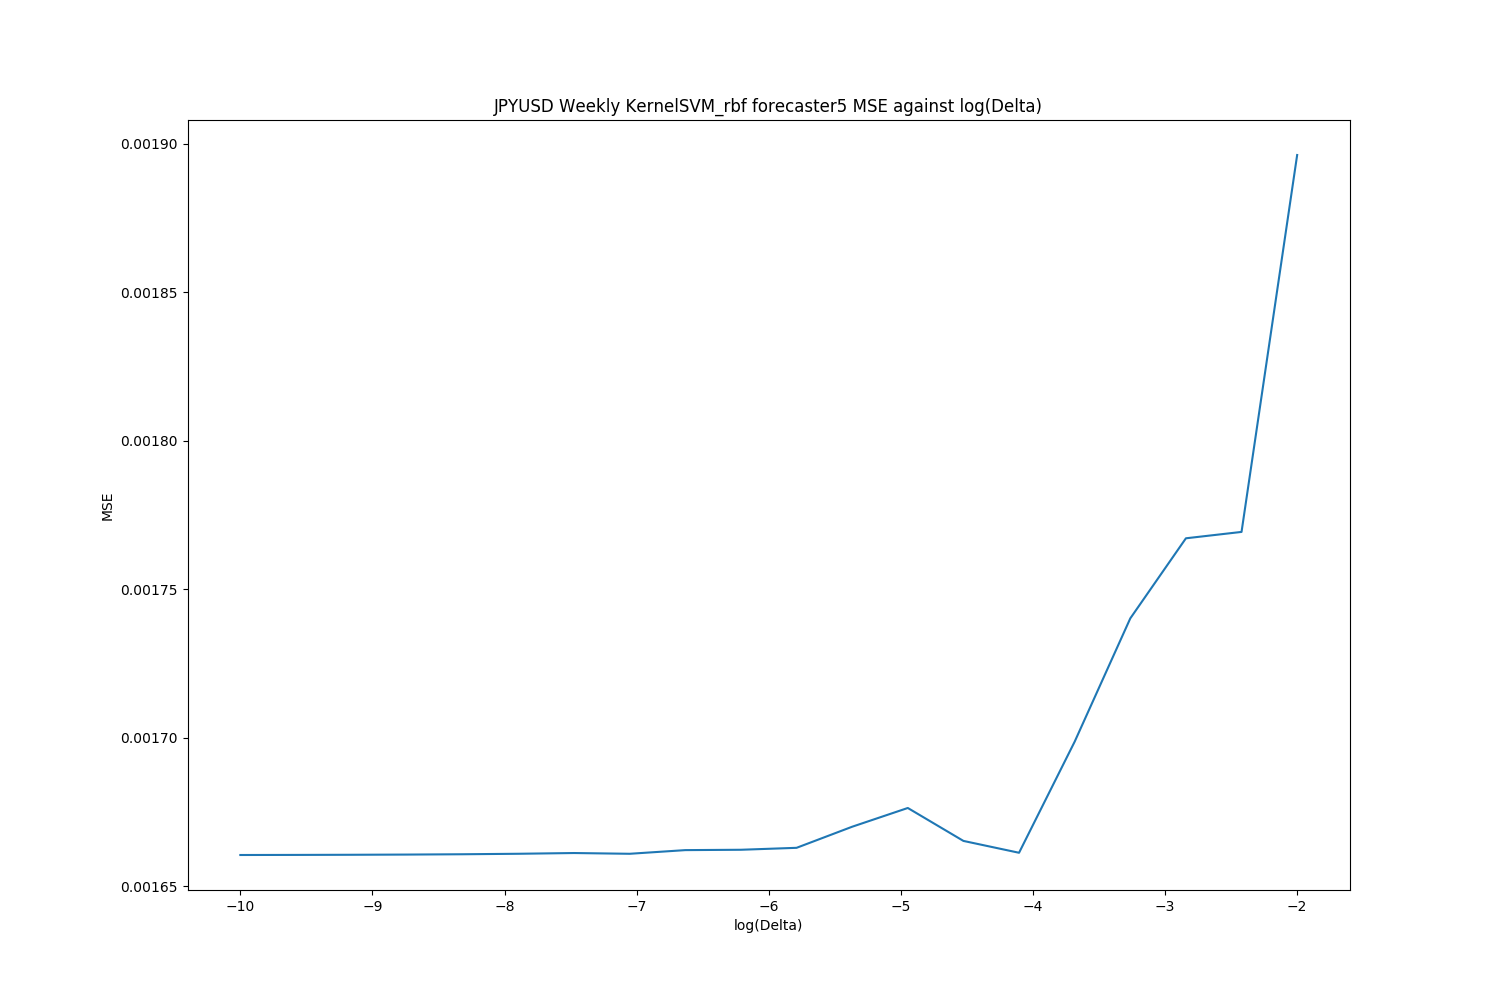 JPYUSD Weekly KernelSVM_rbf forecaster5 MSE against log(Delta)
0.00190
0.00185
0.00180
0.00175
0.00170
0.00165
MSE
−10 −9 −8 −7 −6 −5 −4 −3 −2
log(Delta)